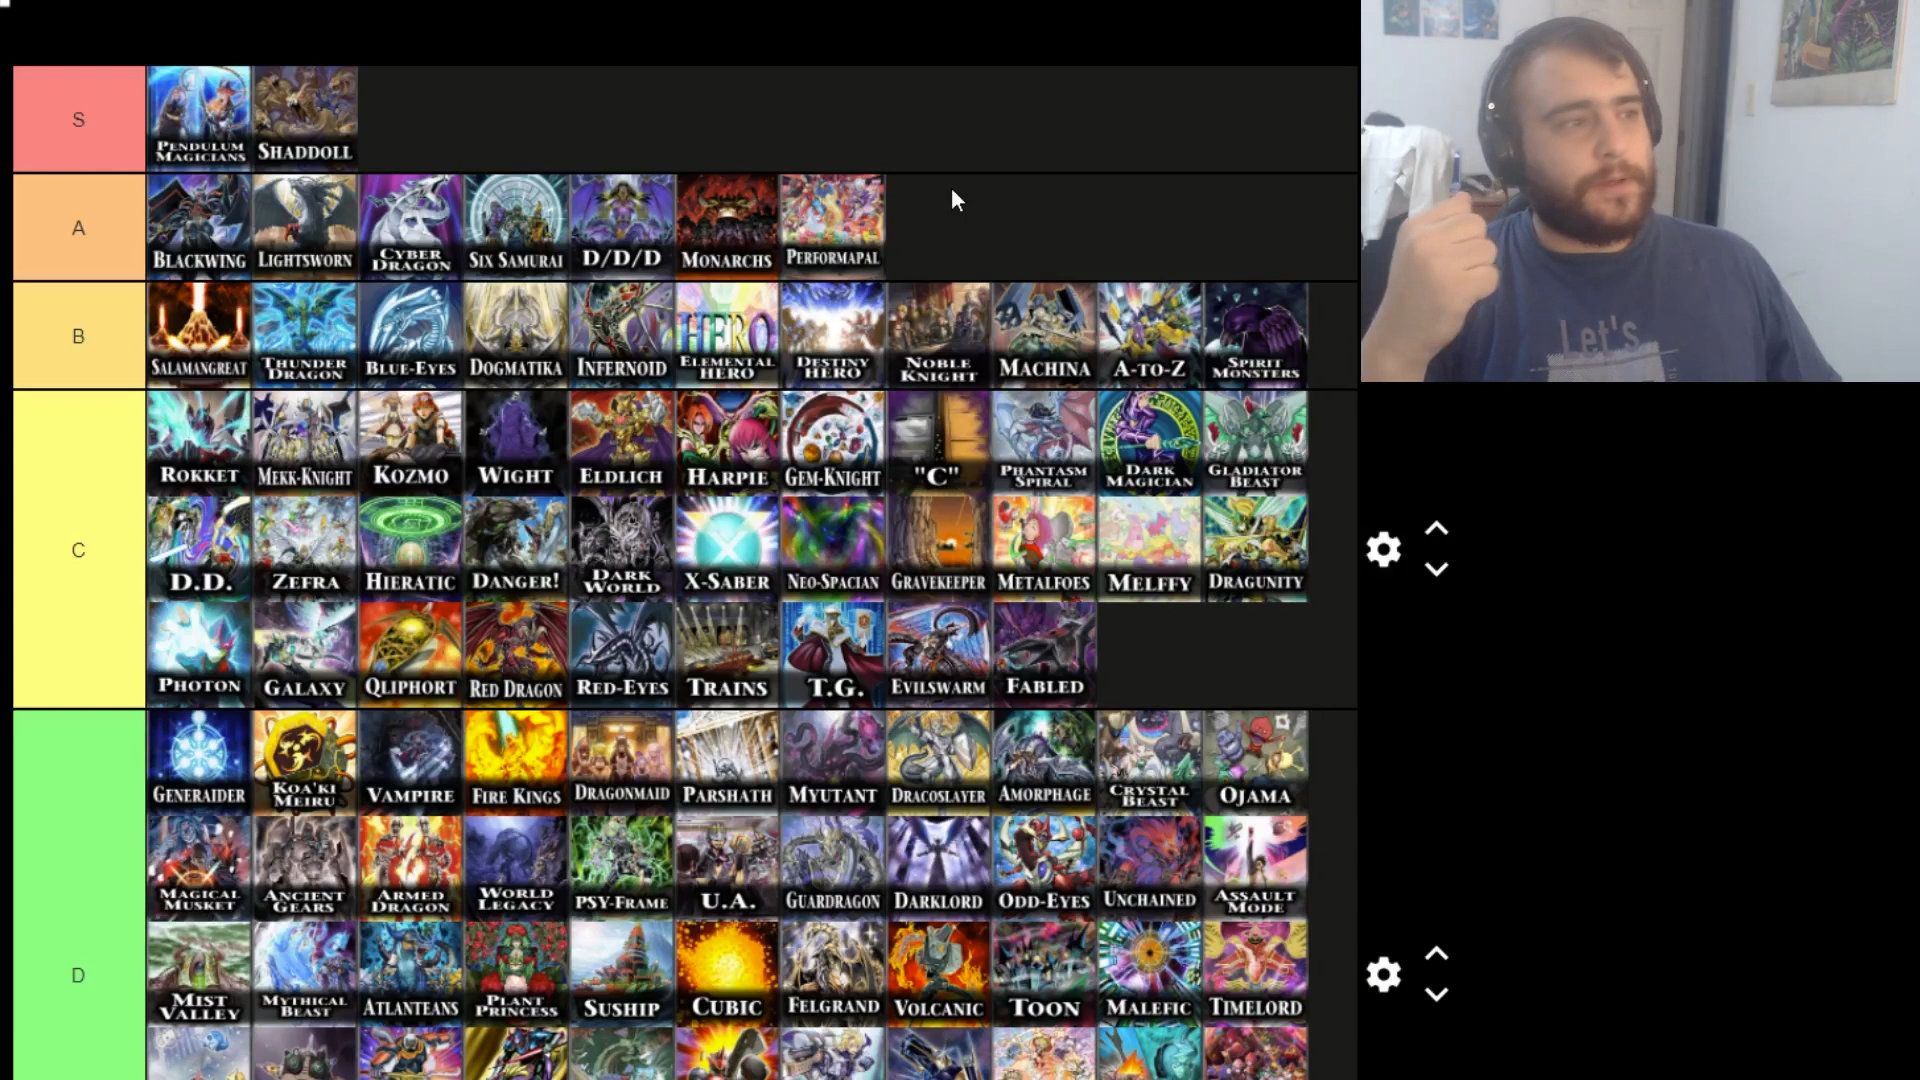 S
PENDULUM MAGICIANS
SHADDOLL
A
BLACKWING
LIGHTSWORN
CYBER DRAGON
SIX SAMURAI
D/D/D
MONARCHS
PERFORMAPAL
B
SALAMANGREAT
THUNDER DRAGON
BLUE-EYES
DOGMATIKA
INFERNOID
HERO
ELEMENTAL HERO
DESTINY HERO
NOBLE KNIGHT
MACHINA
A-TO-Z
SPIRIT MONSTERS
C
ROKKET
MEKK-KNIGHT
KOZMO
WIGHT
ELDLICH
HARPIE
GEM-KNIGHT
"C"
PHANTASM SPIRAL
DARK MAGICIAN
GLADIATOR BEAST
D.D.
ZEFRA
HIERATIC
DANGER!
DARK WORLD
X-SABER
NEO-SPACIAN
GRAVEKEEPER
METALFOES
MELFFY
DRAGUNITY
PHOTON
GALAXY
QLIPHORT
RED DRAGON
RED-EYES
TRAINS
T.G.
EVILSWARM
FABLED
D
GENERAIDER
KOA'KI MEIRU
VAMPIRE
FIRE KINGS
DRAGONMAID
PARSHATH
MYUTANT
DRACOSLAYER
AMORPHAGE
CRYSTAL BEAST
OJAMA
MAGICAL MUSKET
ANCIENT GEARS
ARMED DRAGON
WORLD LEGACY
PSY-FRAME
U.A.
GUARDRAGON
DARKLORD
ODD-EYES
UNCHAINED
ASSAULT MODE
MIST VALLEY
MYTHICAL BEAST
ATLANTEANS
PLANT PRINCESS
SUSHIP
CUBIC
FELGRAND
VOLCANIC
TOON
MALEFIC
TIMELORD
Let's